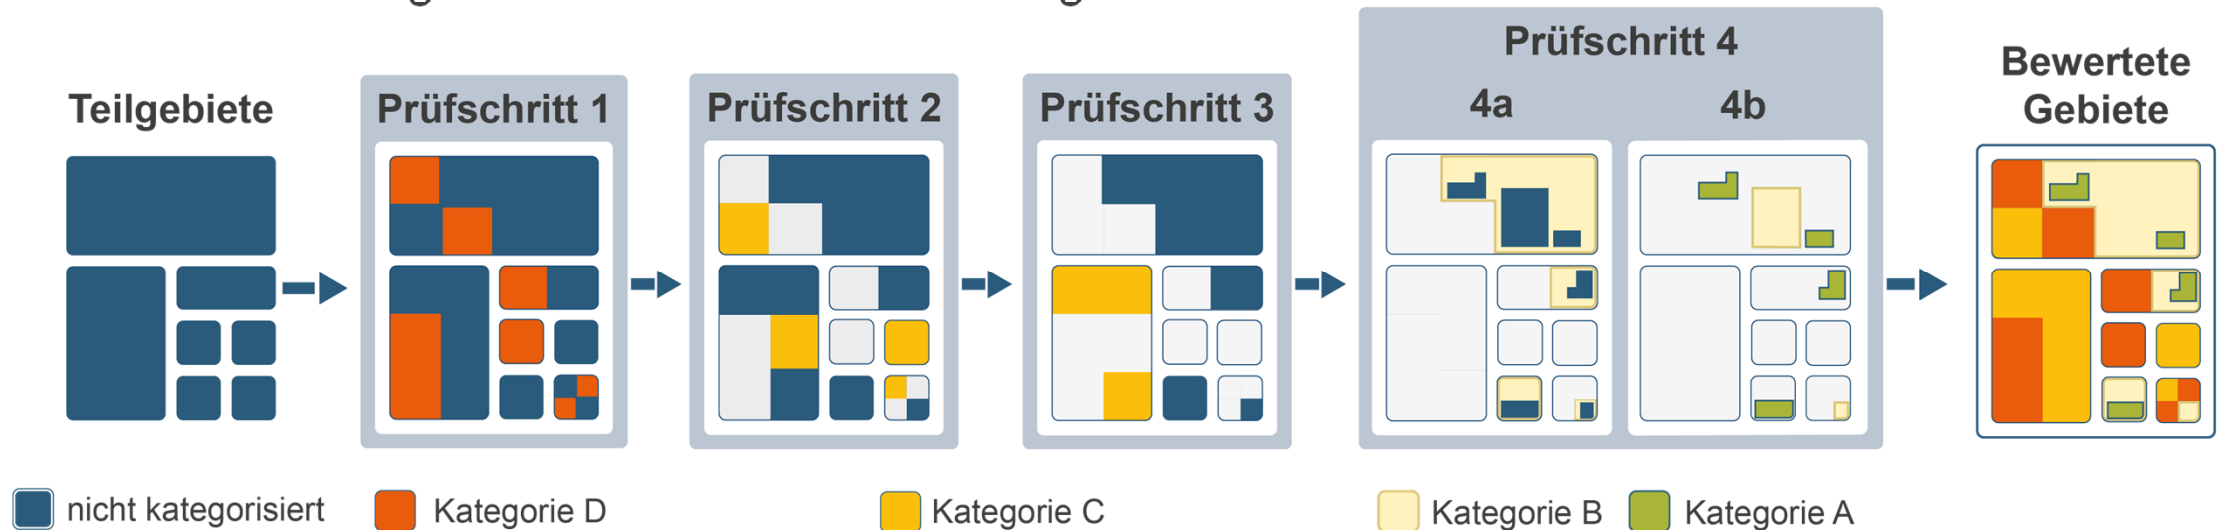 Teilgebiete
Prüfschritt 1
Prüfschritt 2
Prüfschritt 3
Prüfschritt 4
4a
4b
Bewertete
Gebiete
nicht kategorisiert
Kategorie D
Kategorie C
Kategorie B
Kategorie A